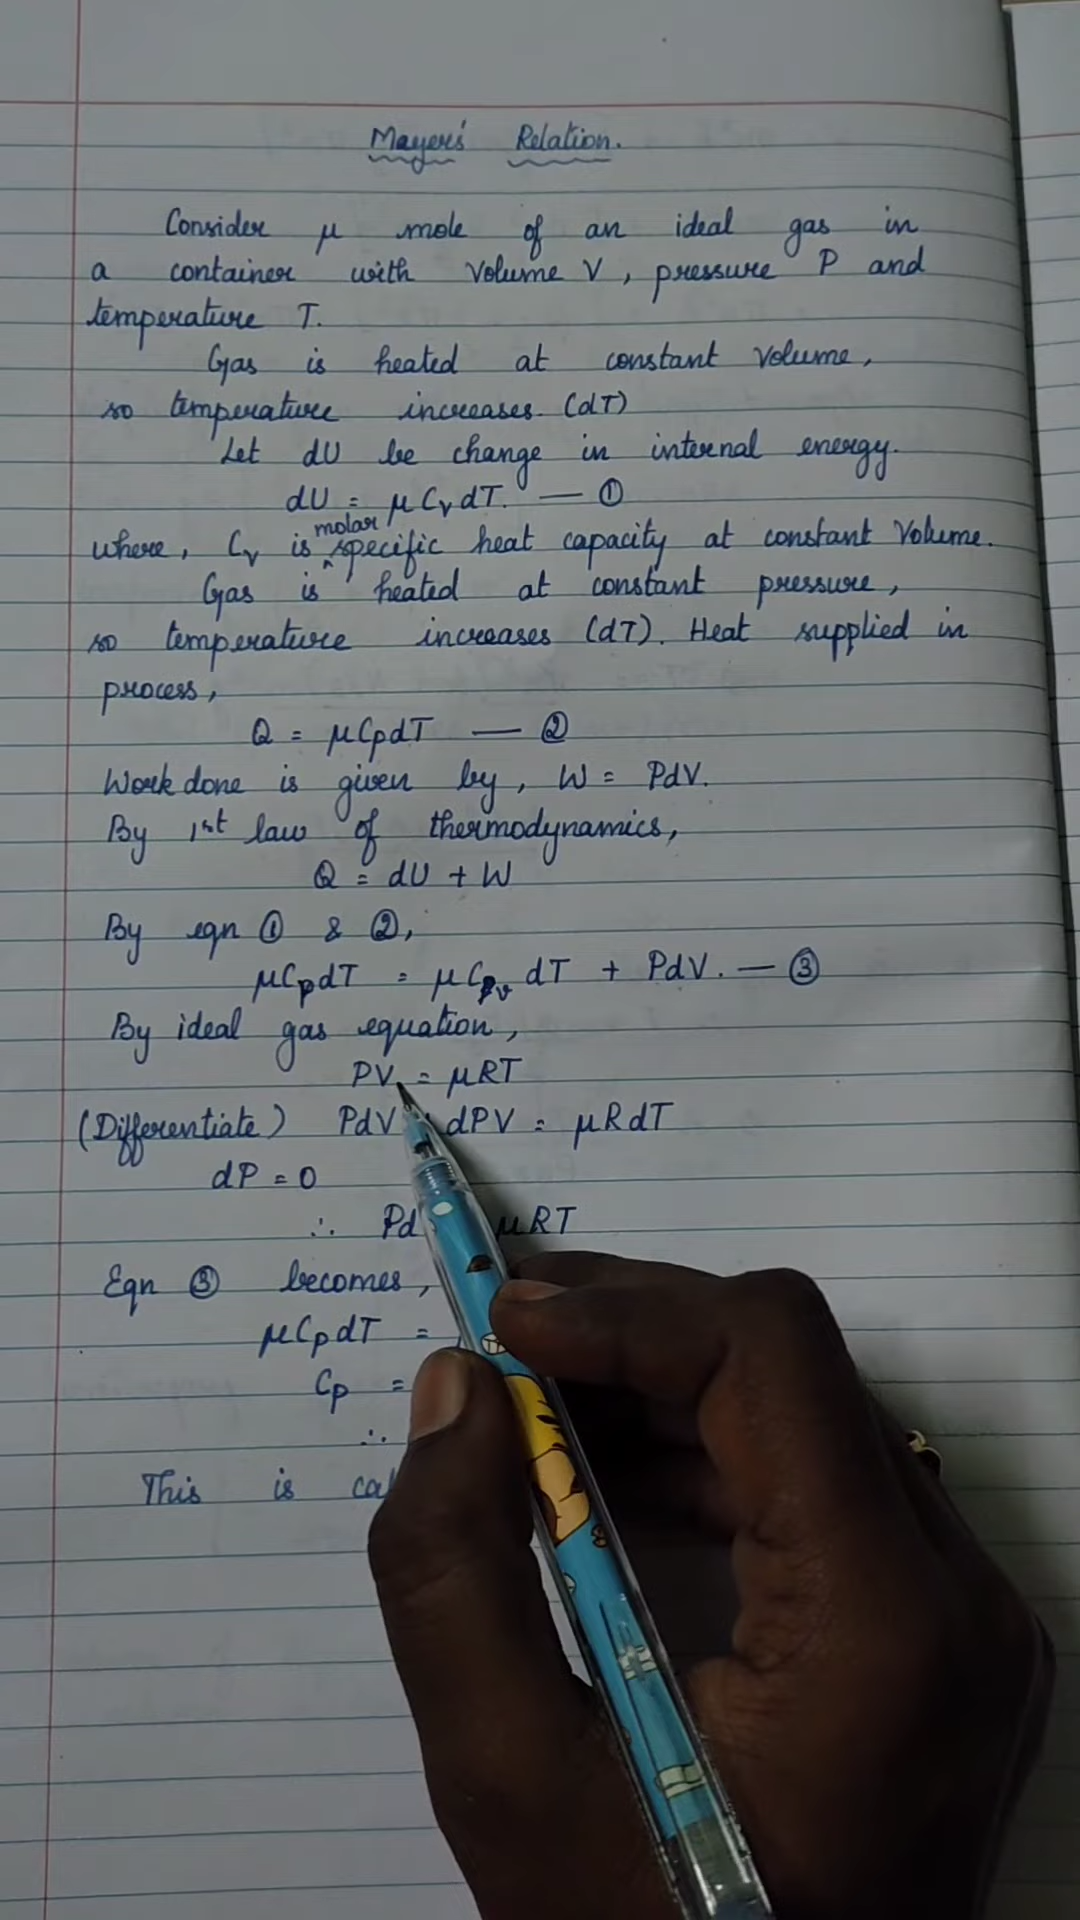 Mayer's Relation.
Consider μ mole of an ideal gas in
a container with volume V, pressure P and
temperature T.
Gas is heated at constant volume,
so temperature increases (dT)
Let dU be change in internal energy.
dU = μCvdT. — ①
where, Cv is ^molar specific heat capacity at constant volume.
Gas is heated at constant pressure,
so temperature increases (dT). Heat supplied in
process,
Q = μCpdT — ②
Work done is given by, W = PdV.
By 1st law of thermodynamics,
Q = dU + W
By eqn ① & ②,
μCpdT = μCv dT + PdV. — ③
By ideal gas equation,
PV = μRT
(Differentiate) PdV dPV = μRdT
dP = 0
∴ Pd μRT
Eqn ③ becomes,
μCpdT =
Cp =
∴
This is